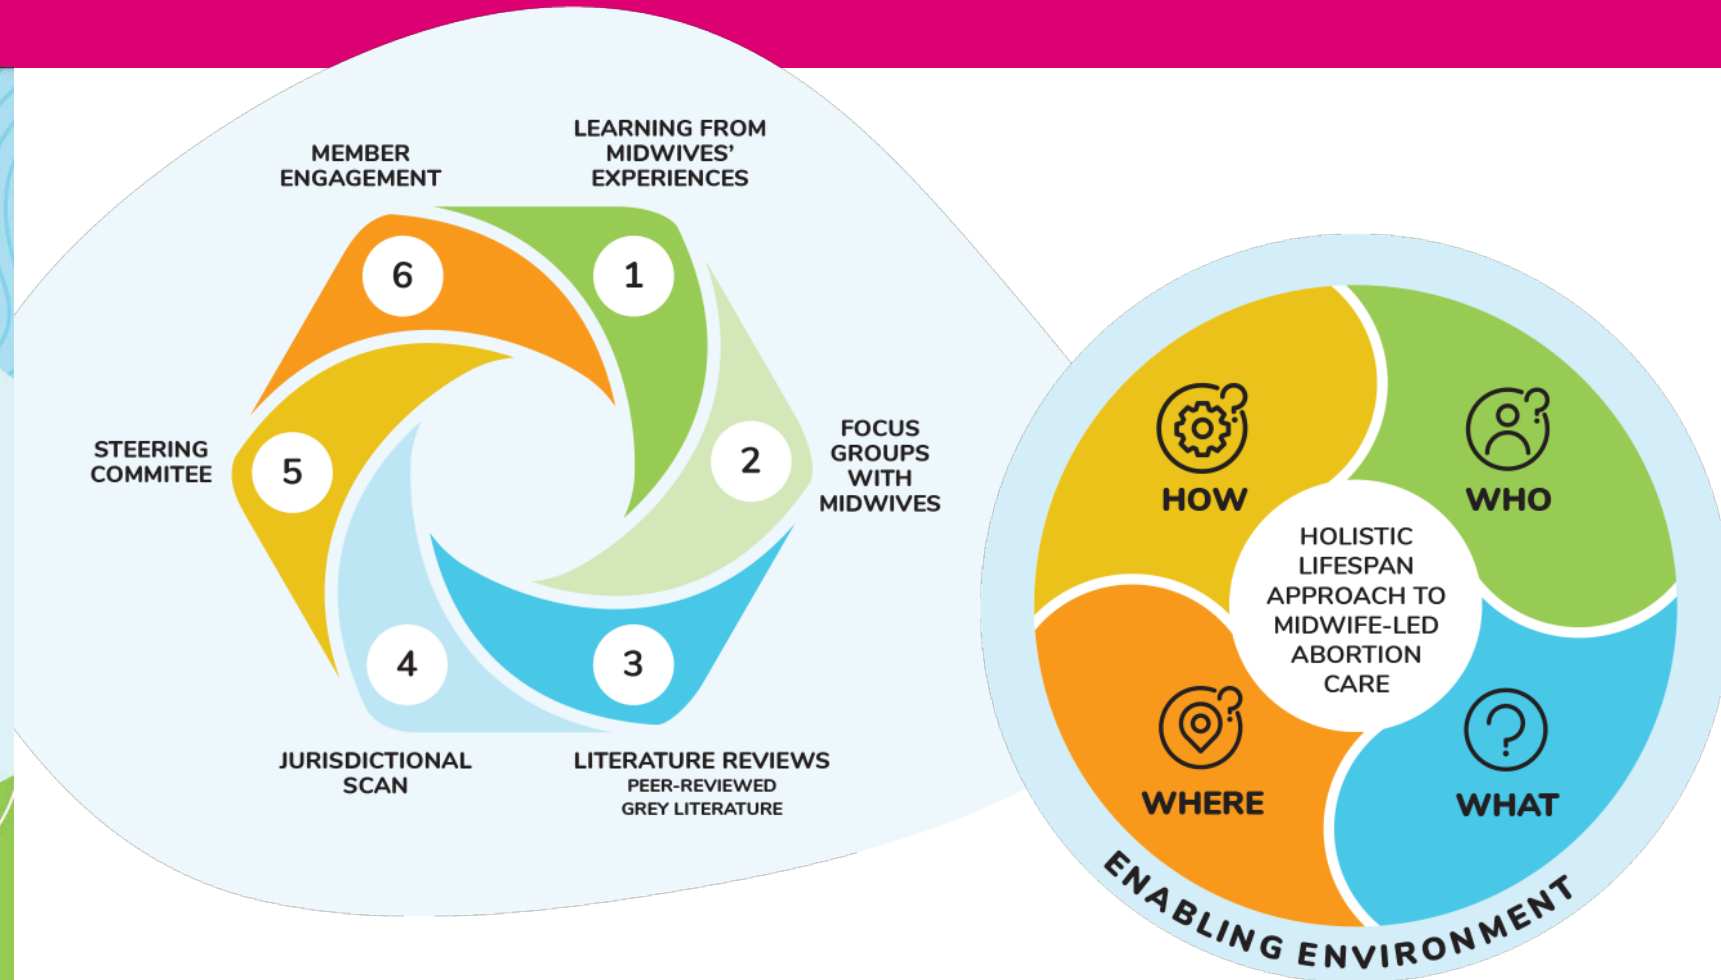 LEARNING FROM
MIDWIVES'
EXPERIENCES
MEMBER
ENGAGEMENT
6
1
FOCUS
GROUPS
WITH
MIDWIVES
2
STEERING
COMMITEE
5
4
3
JURISDICTIONAL
SCAN
LITERATURE REVIEWS
PEER-REVIEWED
GREY LITERATURE
HOW
WHO
HOLISTIC
LIFESPAN
APPROACH TO
MIDWIFE-LED
ABORTION
CARE
WHERE
WHAT
ENABLING ENVIRONMENT